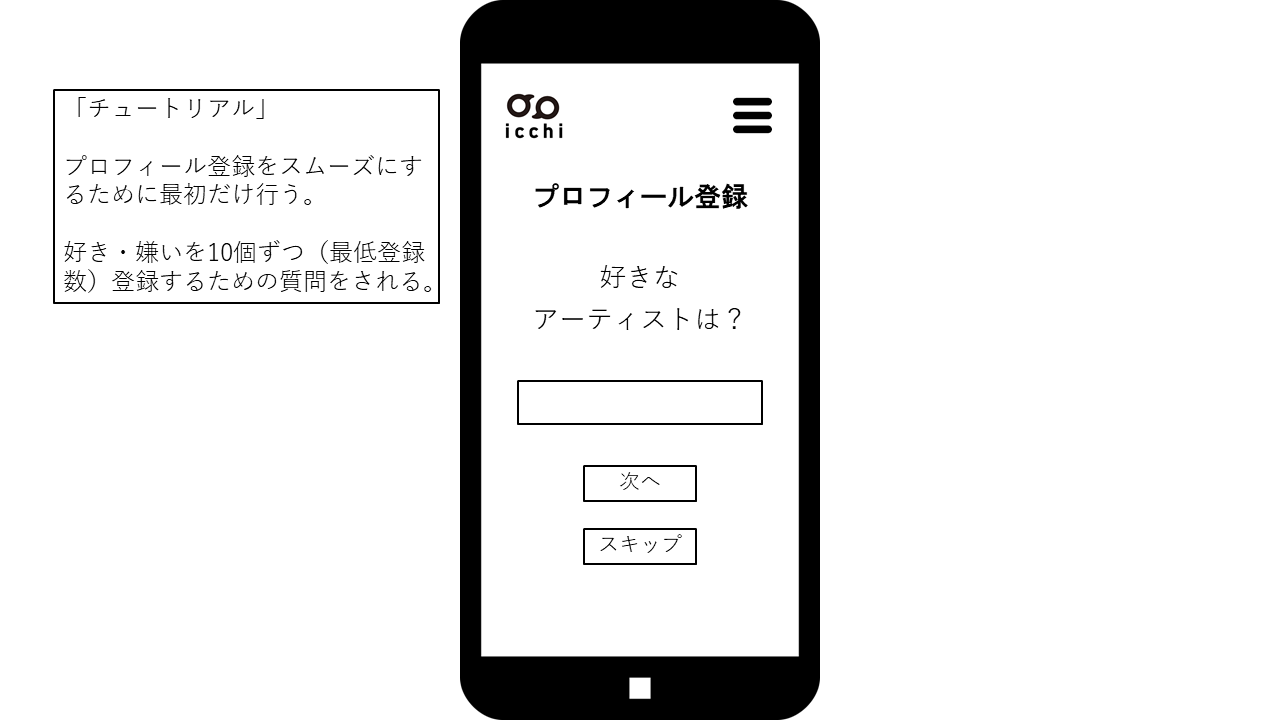 「チュートリアル」
プロフィール登録をスムーズにす
るために最初だけ行う。
好き・嫌いを10個ずつ（最低登録
数）登録するための質問をされる。
icchi
プロフィール登録
好きな
アーティストは？
次へ
スキップ